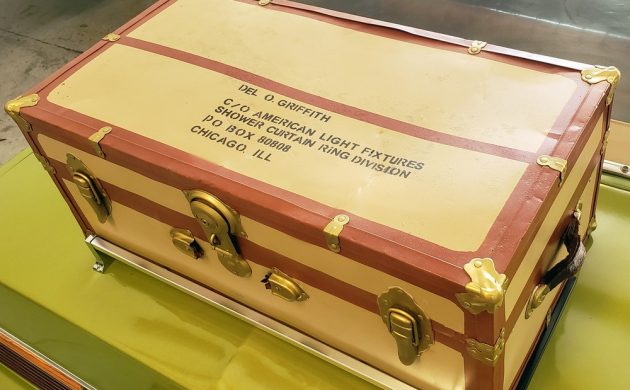 DEL O. GRIFFITH
C/O AMERICAN LIGHT FIXTURES
SHOWER CURTAIN RING DIVISION
PO BOX 80808
CHICAGO, ILL